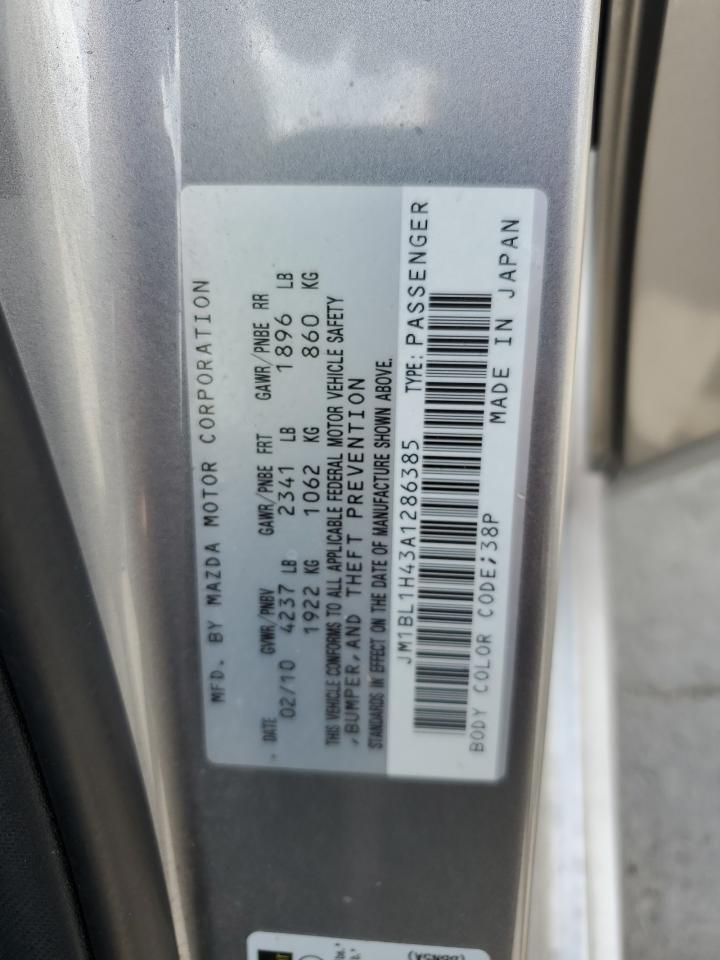 MFD. BY MAZDA MOTOR CORPORATION
DATE GVWR/PNBV GAWR/PNBE FRT GAWR/PNBE RR
02/10 4237 LB 2341 LB 1896 LB
1922 KG 1062 KG 860 KG
THIS VEHICLE CONFORMS TO ALL APPLICABLE FEDERAL MOTOR VEHICLE SAFETY
,BUMPER,AND THEFT PREVENTION
STANDARDS IN EFFECT ON THE DATE OF MANUFACTURE SHOWN ABOVE.
JM1BL1H43A1286385 TYPE: PASSENGER
BODY COLOR CODE;38P MADE IN JAPAN